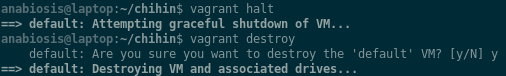 anabiosis@laptop:~/chihin$ vagrant halt
==> default: Attempting graceful shutdown of VM...
anabiosis@laptop:~/chihin$ vagrant destroy
    default: Are you sure you want to destroy the 'default' VM? [y/N] y
==> default: Destroying VM and associated drives...